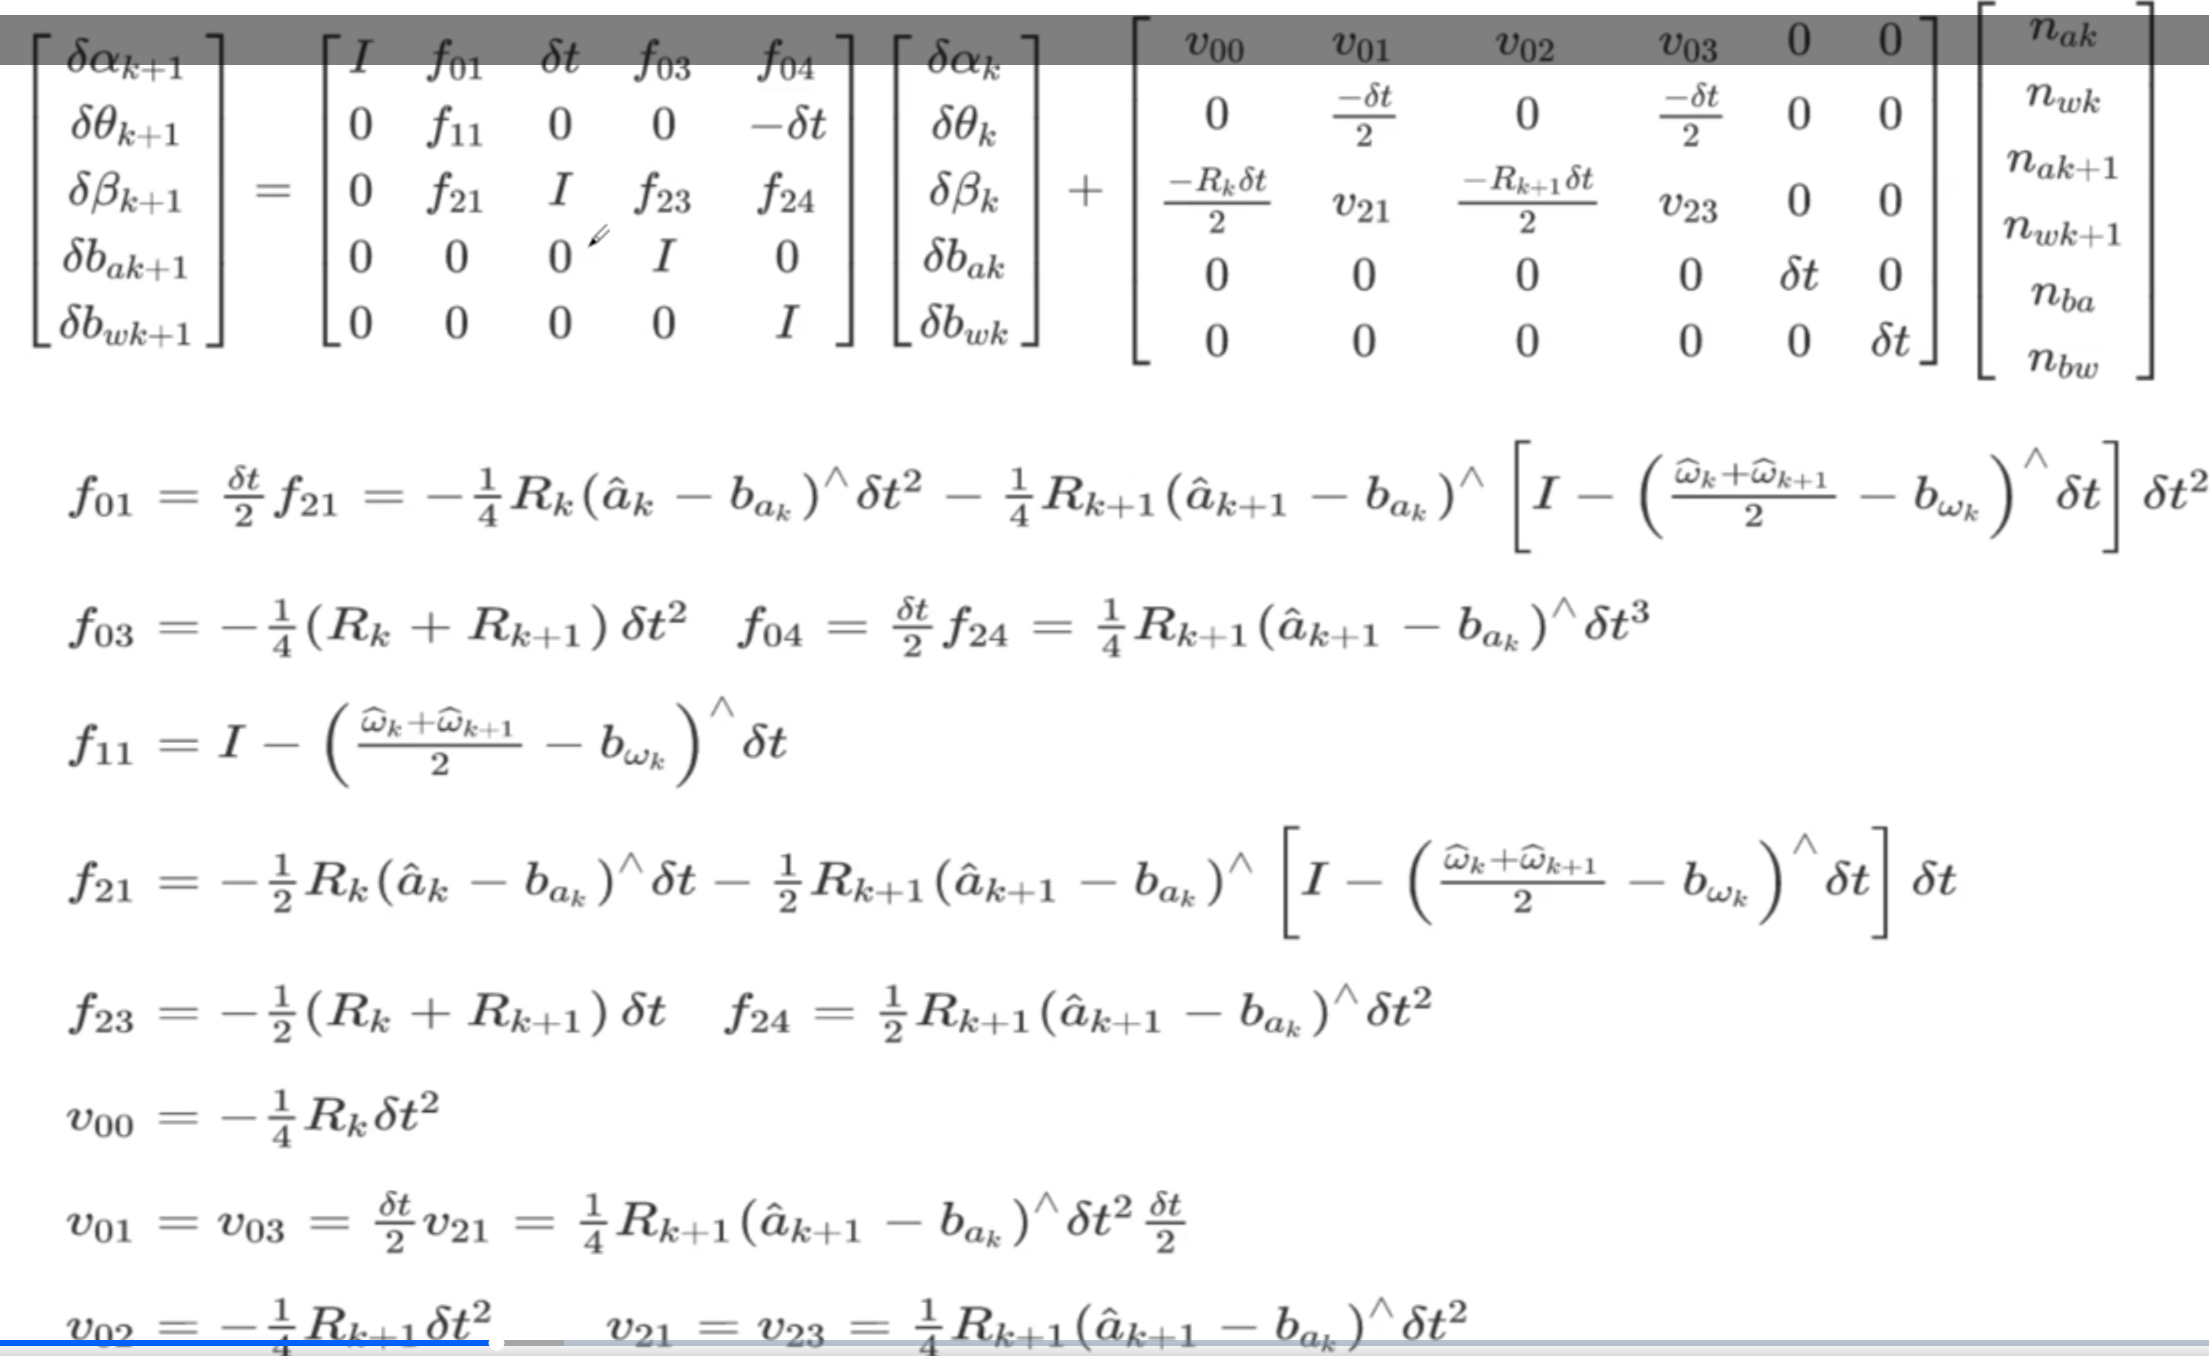 \begin{bmatrix} \delta\alpha_{k+1} \\ \delta\theta_{k+1} \\ \delta\beta_{k+1} \\ \delta b_{ak+1} \\ \delta b_{wk+1} \end{bmatrix} = \begin{bmatrix} I & f_{01} & \delta t & f_{03} & f_{04} \\ 0 & f_{11} & 0 & 0 & -\delta t \\ 0 & f_{21} & I & f_{23} & f_{24} \\ 0 & 0 & 0 & I & 0 \\ 0 & 0 & 0 & 0 & I \end{bmatrix} \begin{bmatrix} \delta\alpha_k \\ \delta\theta_k \\ \delta\beta_k \\ \delta b_{ak} \\ \delta b_{wk} \end{bmatrix} + \begin{bmatrix} v_{00} & v_{01} & v_{02} & v_{03} & 0 & 0 \\ 0 & \frac{-\delta t}{2} & 0 & \frac{-\delta t}{2} & 0 & 0 \\ \frac{-R_k\delta t}{2} & v_{21} & \frac{-R_{k+1}\delta t}{2} & v_{23} & 0 & 0 \\ 0 & 0 & 0 & 0 & \delta t & 0 \\ 0 & 0 & 0 & 0 & 0 & \delta t \end{bmatrix} \begin{bmatrix} n_{ak} \\ n_{wk} \\ n_{ak+1} \\ n_{wk+1} \\ n_{ba} \\ n_{bw} \end{bmatrix}
f_{01} = \frac{\delta t}{2} f_{21} = -\frac{1}{4} R_k (\hat{a}_k - b_{a_k})^\wedge \delta t^2 - \frac{1}{4} R_{k+1} (\hat{a}_{k+1} - b_{a_k})^\wedge \left[ I - \left( \frac{\widehat{\omega}_k + \widehat{\omega}_{k+1}}{2} - b_{\omega_k} \right)^\wedge \delta t \right] \delta t^2
f_{03} = -\frac{1}{4} (R_k + R_{k+1}) \delta t^2 \quad f_{04} = \frac{\delta t}{2} f_{24} = \frac{1}{4} R_{k+1} (\hat{a}_{k+1} - b_{a_k})^\wedge \delta t^3
f_{11} = I - \left( \frac{\widehat{\omega}_k + \widehat{\omega}_{k+1}}{2} - b_{\omega_k} \right)^\wedge \delta t
f_{21} = -\frac{1}{2} R_k (\hat{a}_k - b_{a_k})^\wedge \delta t - \frac{1}{2} R_{k+1} (\hat{a}_{k+1} - b_{a_k})^\wedge \left[ I - \left( \frac{\widehat{\omega}_k + \widehat{\omega}_{k+1}}{2} - b_{\omega_k} \right)^\wedge \delta t \right] \delta t
f_{23} = -\frac{1}{2} (R_k + R_{k+1}) \delta t \quad f_{24} = \frac{1}{2} R_{k+1} (\hat{a}_{k+1} - b_{a_k})^\wedge \delta t^2
v_{00} = -\frac{1}{4} R_k \delta t^2
v_{01} = v_{03} = \frac{\delta t}{2} v_{21} = \frac{1}{4} R_{k+1} (\hat{a}_{k+1} - b_{a_k})^\wedge \delta t^2 \frac{\delta t}{2}
v_{02} = -\frac{1}{4} R_{k+1} \delta t^2 \quad v_{21} = v_{23} = \frac{1}{4} R_{k+1} (\hat{a}_{k+1} - b_{a_k})^\wedge \delta t^2